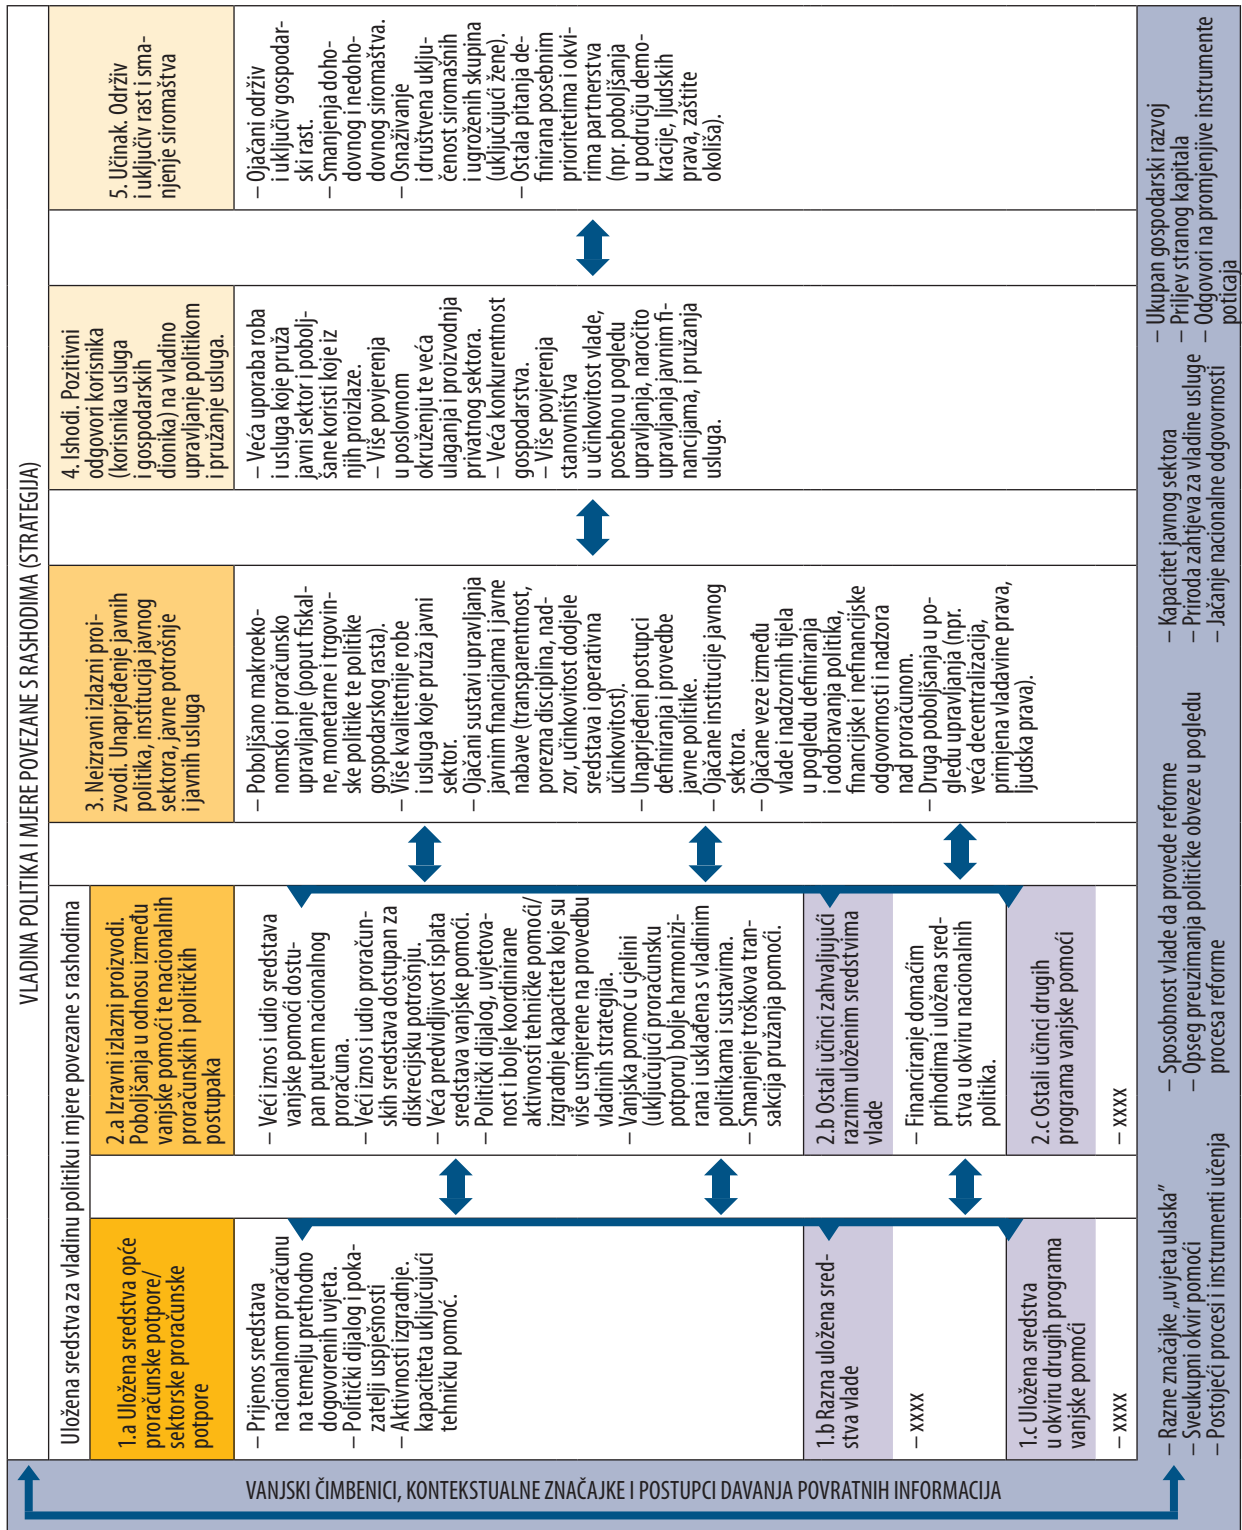 VLADINA POLITIKA I MJERE POVEZANE S RASHODIMA (STRATEGIJA)
Uložena sredstva za vladinu politiku i mjere povezane s rashodima
1.a Uložena sredstva opće
proračunske potpore/
sektorske proračunske
potpore
– Prijenos sredstava
nacionalnom proračunu
na temelju prethodno
dogovorenih uvjeta.
– Politički dijalog i poka-
zatelji uspješnosti
– Aktivnosti izgradnje.
kapaciteta uključujući
tehničku pomoć.
1.b Razna uložena sred-
stva vlade
– XXXX
1.c Uložena sredstva
u okviru drugih programa
vanjske pomoći
– XXXX
2.a Izravni izlazni proizvodi.
Poboljšanja u odnosu između
vanjske pomoći te nacionalnih
proračunskih i političkih
postupaka
– Veći iznos i udio sredstava
vanjske pomoći dostu-
pan putem nacionalnog
proračuna.
– Veći iznos i udio proračun-
skih sredstava dostupan za
diskrecijsku potrošnju.
– Veća predvidljivost isplata
sredstava vanjske pomoći.
– Politički dijalog, uvjetova-
nost i bolje koordinirane
aktivnosti tehničke pomoći/
izgradnje kapaciteta koje su
više usmjerene na provedbu
vladinih strategija.
– Vanjska pomoć u cjelini
(uključujući proračunsku
potporu) bolje harmonizi-
rana i usklađena s vladinim
politikama i sustavima.
– Smanjenje troškova tran-
sakcija pružanja pomoći.
2.b Ostali učinci zahvaljujući
raznim uloženim sredstvima
vlade
– Financiranje domaćim
prihodima i uložena sred-
stva u okviru nacionalnih
politika.
2.c Ostali učinci drugih
programa vanjske pomoći
– XXXX
3. Neizravni izlazni proi-
zvodi. Unaprjeđenje javnih
politika, institucija javnog
sektora, javne potrošnje
i javnih usluga
– Poboljšano makroeko-
nomsko i proračunsko
upravljanje (poput fiskal-
ne, monetarne i trgovin-
ske politike te politike
gospodarskog rasta).
– Više kvalitetnije robe
i usluga koje pruža javni
sektor.
– Ojačani sustavi upravljanja
javnim financijama i javne
nabave (transparentnost,
porezna disciplina, nad-
zor, učinkovitost dodjele
sredstava i operativna
učinkovitost).
– Unaprjeđeni postupci
definiranja i provedbe
javne politike.
– Ojačane institucije javnog
sektora.
– Ojačane veze između
vlade i nadzornih tijela
u pogledu definiranja
i odobravanja politika,
financijske i nefinancijske
odgovornosti i nadzora
nad proračunom.
– Druga poboljšanja u po-
gledu upravljanja (npr.
veća decentralizacija,
primjena vladavine prava,
ljudska prava).
4. Ishodi. Pozitivni
odgovori korisnika
(korisnika usluga
i gospodarskih
dionika) na vladino
upravljanje politikom
i pružanje usluga.
– Veća uporaba roba
i usluga koje pruža
javni sektor i pobolj-
šane koristi koje iz
njih proizlaze.
– Više povjerenja
u poslovnom
okruženju te veća
ulaganja i proizvodnja
privatnog sektora.
– Veća konkurentnost
gospodarstva.
– Više povjerenja
stanovništva
u učinkovitost vlade,
posebno u pogledu
upravljanja, naročito
upravljanja javnim fi-
nancijama, i pružanja
usluga.
5. Učinak. Održiv
i uključiv rast i sma-
njenje siromaštva
– Ojačani održiv
i uključiv gospodar-
ski rast.
– Smanjenja doho-
dovnog i nedoho-
dovnog siromaštva.
– Osnaživanje
i društvena uklju-
čenost siromašnih
i ugroženih skupina
(uključujući žene).
– Ostala pitanja de-
finirana posebnim
prioritetima i okvi-
rima partnerstva
(npr. poboljšanja
u području demo-
kracije, ljudskih
prava, zaštite
okoliša).
VANJSKI ČIMBENICI, KONTEKSTUALNE ZNAČAJKE I POSTUPCI DAVANJA POVRATNIH INFORMACIJA
– Razne značajke „uvjeta ulaska”
– Sveukupni okvir pomoći
– Postojeći procesi i instrumenti učenja
– Sposobnost vlade da provede reforme
– Opseg preuzimanja političke obveze u pogledu
procesa reforme
– Kapacitet javnog sektora
– Priroda zahtjeva za vladine usluge
– Jačanje nacionalne odgovornosti
– Ukupan gospodarski razvoj
– Priljev stranog kapitala
– Odgovori na promjenjive instrumente
poticaja